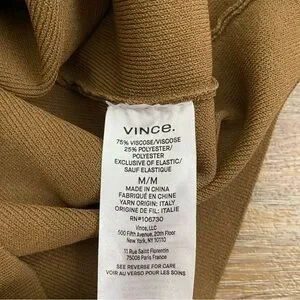 VINCE.
75% VISCOSE/VISCOSE
25% POLYESTER/
POLYESTER
EXCLUSIVE OF ELASTIC/
SAUF ELASTIQUE
M/M
MADE IN CHINA
FABRIQUÉ EN CHINE
YARN ORIGIN: ITALY
ORIGINE DE FIL: ITALIE
RN#106730
Vince, LLC
500 Fifth Avenue, 20th Floor
New York, NY 10110
11 Rue Saint Florentin
75008 Paris France
SEE REVERSE FOR CARE
VOIR AU VERSO POUR LES SOINS